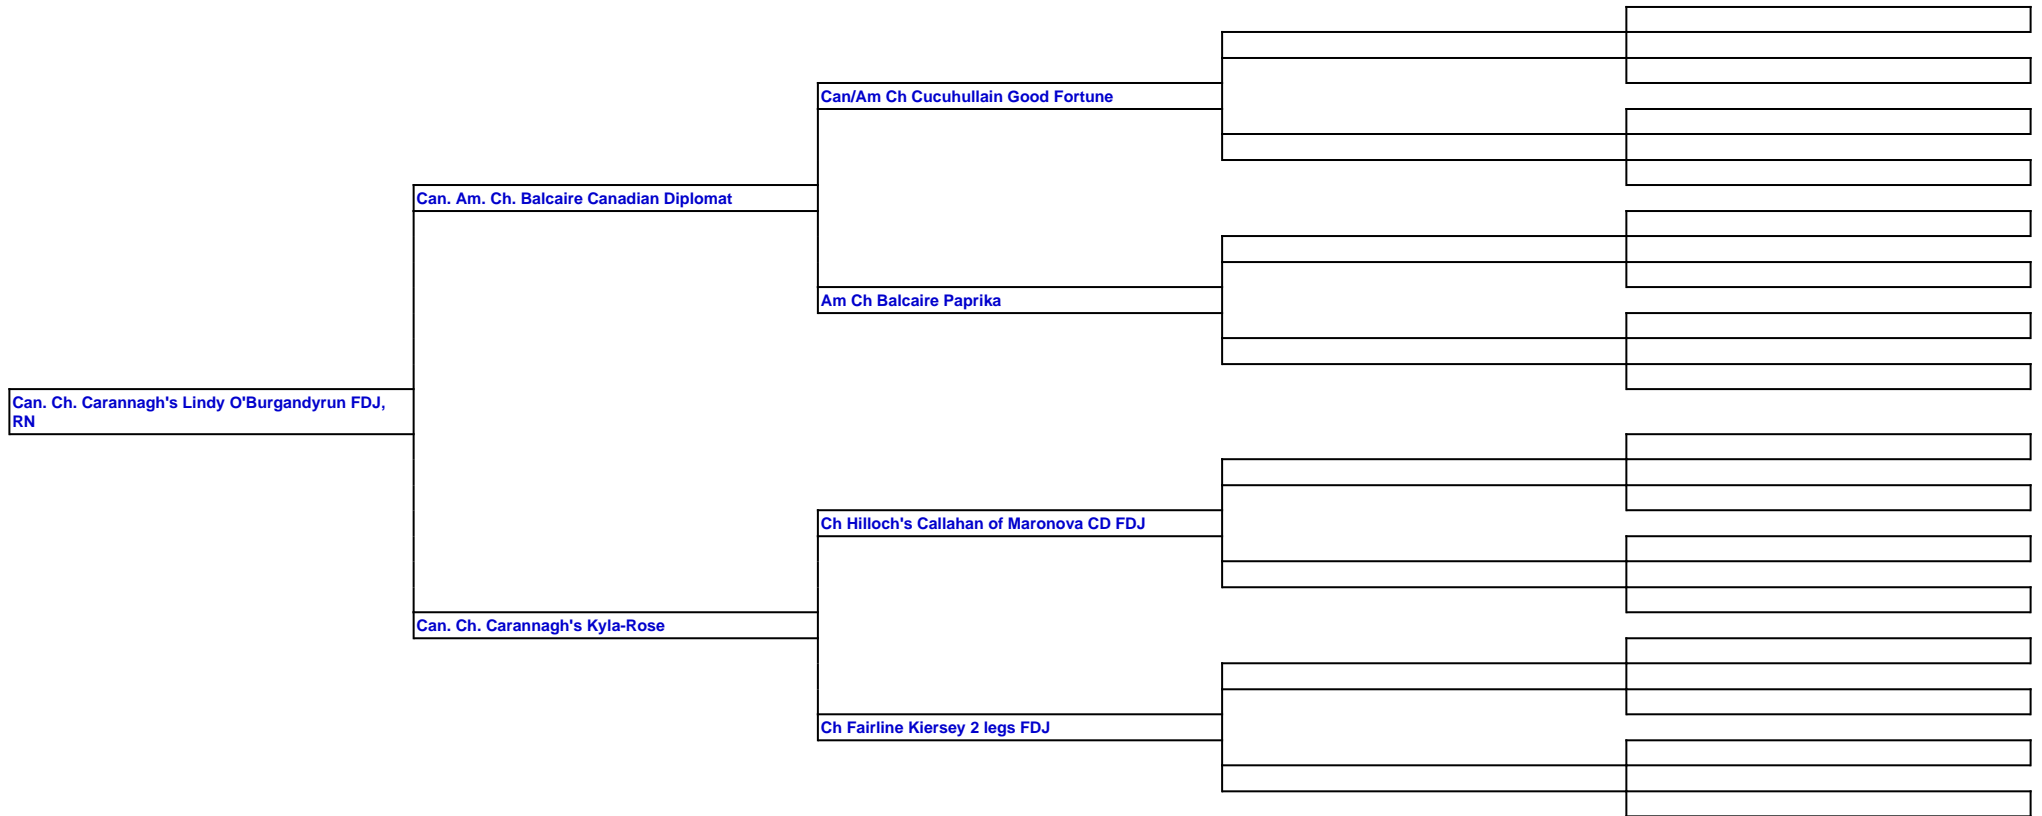 Can/Am Ch Cucuhullain Good Fortune
Can. Am. Ch. Balcaire Canadian Diplomat
Am Ch Balcaire Paprika
Can. Ch. Carannagh's Lindy O'Burgandyrun FDJ,
RN
Ch Hilloch's Callahan of Maronova CD FDJ
Can. Ch. Carannagh's Kyla-Rose
Ch Fairline Kiersey 2 legs FDJ